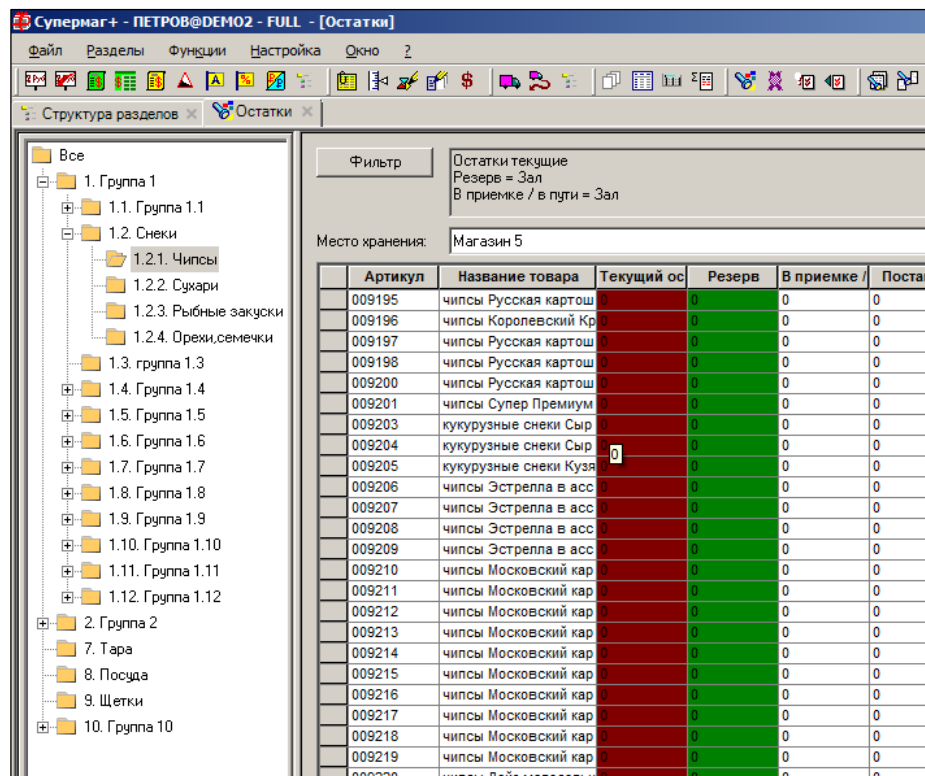 Супермаг+ - ПЕТРОВ@DEMO2 - FULL - [Остатки]
Файл Разделы Функции Настройка Окно ?
Структура разделов Остатки
Все
1. Группа 1
1.1. Группа 1.1
1.2. Снеки
1.2.1. Чипсы
1.2.2. Сухари
1.2.3. Рыбные закуски
1.2.4. Орехи,семечки
1.3. группа 1.3
1.4. Группа 1.4
1.5. Группа 1.5
1.6. Группа 1.6
1.7. Группа 1.7
1.8. Группа 1.8
1.9. Группа 1.9
1.10. Группа 1.10
1.11. Группа 1.11
1.12. Группа 1.12
2. Группа 2
7. Тара
8. Посуда
9. Щетки
10. Группа 10
Фильтр
Остатки текущие
Резерв = Зал
В приемке / в пути = Зал
Место хранения: Магазин 5
Артикул Название товара Текущий ос Резерв В приемке / Поста
009195 чипсы Русская картош 0 0 0 0
009196 чипсы Королевский Кр 0 0 0 0
009197 чипсы Русская картош 0 0 0 0
009198 чипсы Русская картош 0 0 0 0
009200 чипсы Русская картош 0 0 0 0
009201 чипсы Супер Премиум 0 0 0 0
009203 кукурузные снеки Сыр 0 0 0 0
009204 кукурузные снеки Сыр 0 0 0 0
0
009205 кукурузные снеки Кузя 0 0 0 0
009206 чипсы Эстрелла в асс 0 0 0 0
009207 чипсы Эстрелла в асс 0 0 0 0
009208 чипсы Эстрелла в асс 0 0 0 0
009209 чипсы Эстрелла в асс 0 0 0 0
009210 чипсы Московский кар 0 0 0 0
009211 чипсы Московский кар 0 0 0 0
009212 чипсы Московский кар 0 0 0 0
009213 чипсы Московский кар 0 0 0 0
009214 чипсы Московский кар 0 0 0 0
009215 чипсы Московский кар 0 0 0 0
009216 чипсы Московский кар 0 0 0 0
009217 чипсы Московский кар 0 0 0 0
009218 чипсы Московский кар 0 0 0 0
009219 чипсы Московский кар 0 0 0 0